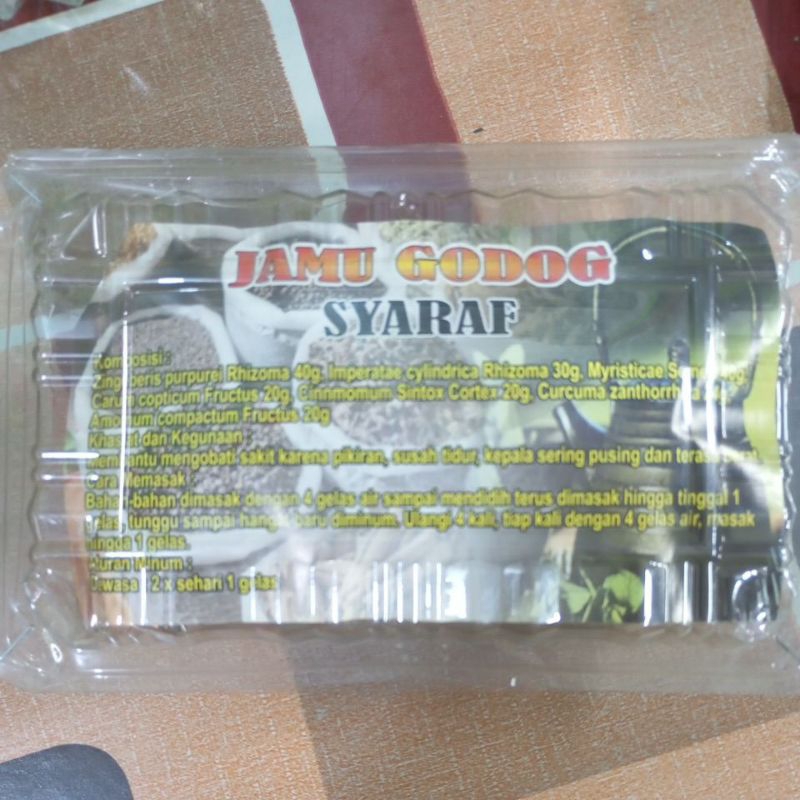 JAMU GODOG
SYARAF
Komposisi :
Zingiberis purpurei Rhizoma 40g, Imperatae cylindrica Rhizoma 30g, Myristicae
Carum copticum Fructus 20g, Cinnmomum Sintox Cortex 20g, Curcuma zanthorrhiza
Amomum compactum Fructus 20g
Khasiat dan Kegunaan :
Membantu mengobati sakit karena pikiran, susah tidur, kepala sering pusing dan terasa berat.
Cara Memasak :
Bahan-bahan dimasak dengan 4 gelas air sampai mendidih terus dimasak hingga tinggal 1
gelas, tunggu sampai hangat baru diminum. Ulangi 4 kali, tiap kali dengan 4 gelas air, masak
hingga 1 gelas.
Aturan Minum :
Dewasa : 2 x sehari 1 gelas